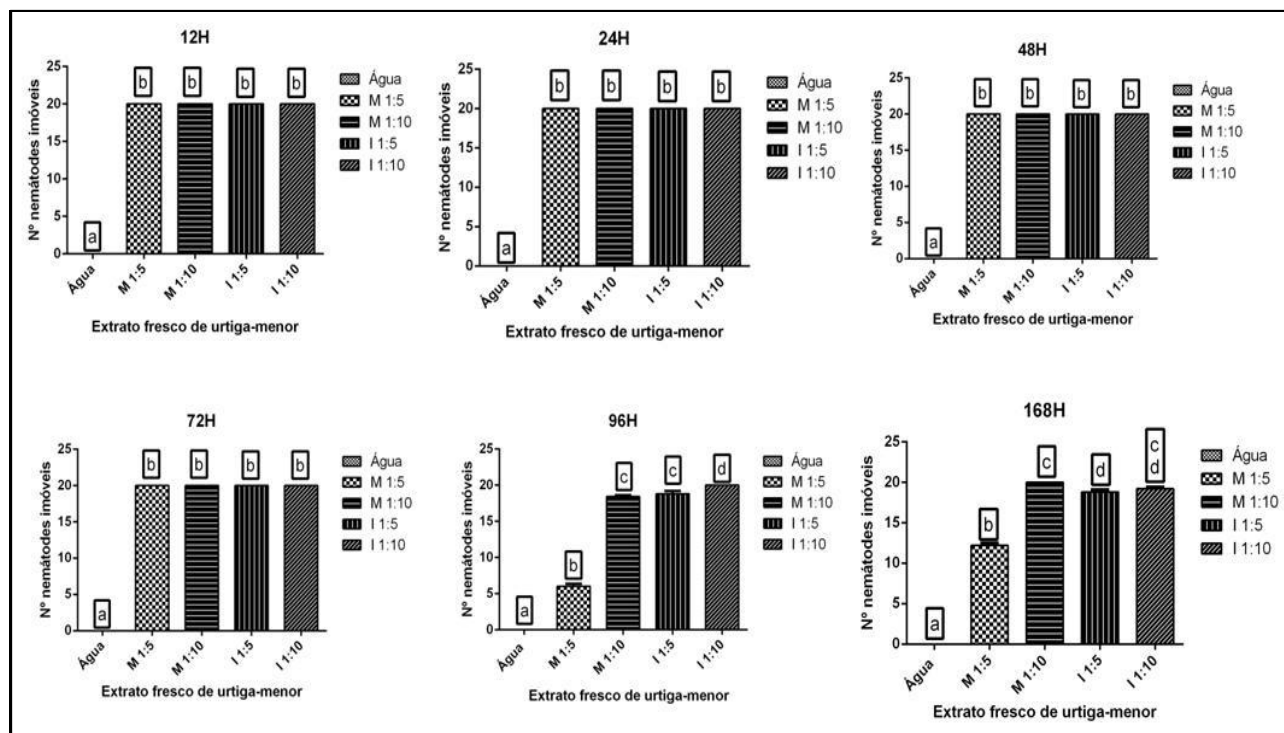 12H
Nº nemátodes imóveis
25
20
15
10
5
0
a
b
b
b
b
Água
M 1:5
M 1:10
I 1:5
I 1:10
Extrato fresco de urtiga-menor
Água
M 1:5
M 1:10
I 1:5
I 1:10
24H
Nº nemátodes imóveis
25
20
15
10
5
0
a
b
b
b
b
Água
M 1:5
M 1:10
I 1:5
I 1:10
Extrato fresco de urtiga-menor
Água
M 1:5
M 1:10
I 1:5
I 1:10
48H
Nº nemátodes imóveis
25
20
15
10
5
0
a
b
b
b
b
Água
M 1:5
M 1:10
I 1:5
I 1:10
Extrato fresco de urtiga-menor
Água
M 1:5
M 1:10
I 1:5
I 1:10
72H
Nº nemátodes imóveis
25
20
15
10
5
0
a
b
b
b
b
Água
M 1:5
M 1:10
I 1:5
I 1:10
Extrato fresco de urtiga-menor
Água
M 1:5
M 1:10
I 1:5
I 1:10
96H
Nº nemátodes imóveis
25
20
15
10
5
0
a
b
c
c
d
Água
M 1:5
M 1:10
I 1:5
I 1:10
Extrato fresco de urtiga-menor
Água
M 1:5
M 1:10
I 1:5
I 1:10
168H
Nº nemátodes imóveis
25
20
15
10
5
0
a
b
c
d
c
d
Água
M 1:5
M 1:10
I 1:5
I 1:10
Extrato fresco de urtiga-menor
Água
M 1:5
M 1:10
I 1:5
I 1:10